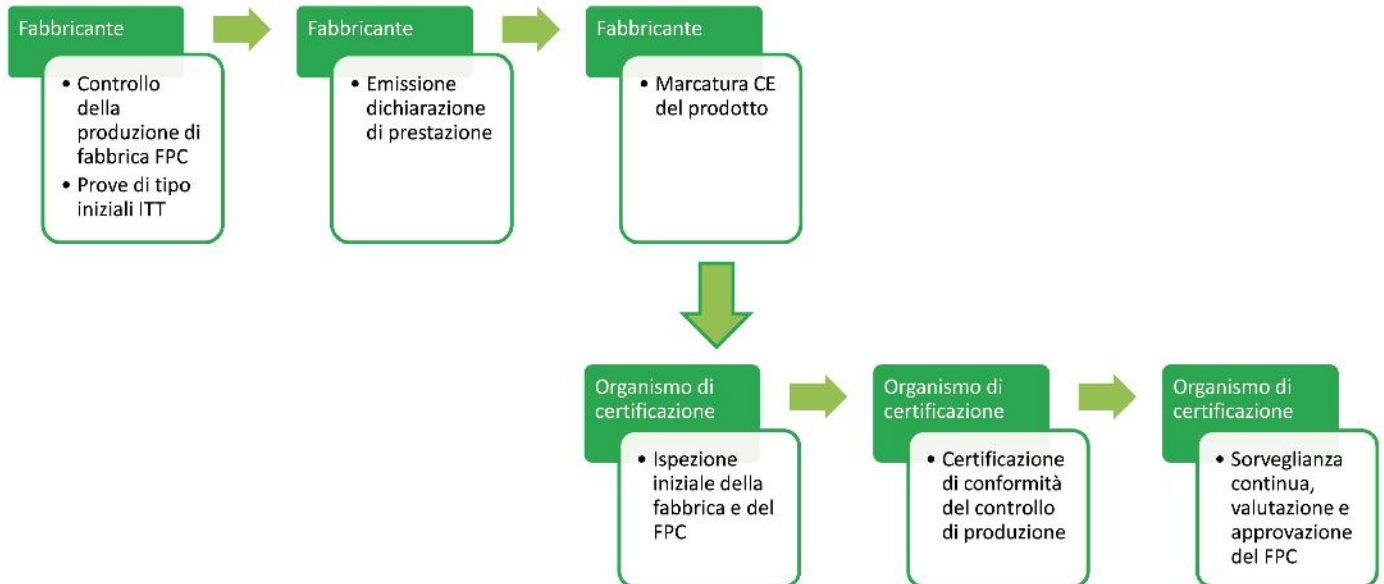 Fabbricante
• Controllo
della
produzione di
fabbrica FPC
• Prove di tipo
iniziali ITT
Fabbricante
• Emissione
dichiarazione
di prestazione
Fabbricante
• Marcatura CE
del prodotto
Organismo di
certificazione
• Ispezione
iniziale della
fabbrica e del
FPC
Organismo di
certificazione
• Certificazione
di conformità
del controllo
di produzione
Organismo di
certificazione
• Sorveglianza
continua,
valutazione e
approvazione
del FPC